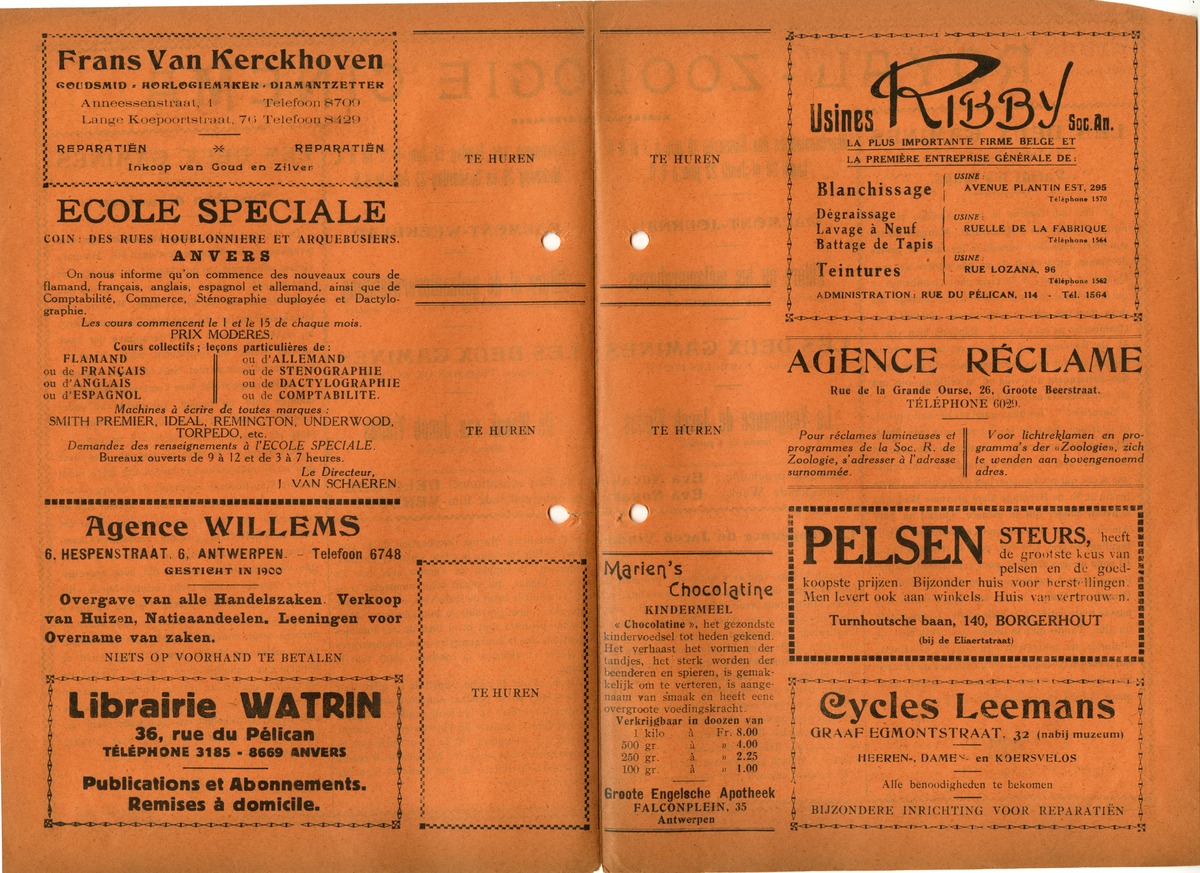 Frans Van Kerckhoven
GOUDSMID - HORLOGIEMAKER - DIAMANTZETTER
Anneessenstraat, 1 Telefoon 8709
Lange Koepoortstraat, 76 Telefoon 8429
REPARATIËN REPARATIËN
Inkoop van Goud en Zilver
ECOLE SPECIALE
COIN : DES RUES HOUBLONNIERE ET ARQUEBUSIERS.
ANVERS
On nous informe qu'on commence des nouveaux cours de
flamand, français, anglais, espagnol et allemand, ainsi que de
Comptabilité, Commerce, Sténographie duployée et Dactylo-
graphie.
Les cours commencent le 1 et le 15 de chaque mois.
PRIX MODERES.
Cours collectifs ; leçons particulières de :
FLAMAND
ou de FRANÇAIS
ou d'ANGLAIS
ou d'ESPAGNOL
ou d'ALLEMAND
ou de STENOGRAPHIE
ou de DACTYLOGRAPHIE
ou de COMPTABILITE.
Machines à écrire de toutes marques :
SMITH PREMIER, IDEAL, REMINGTON, UNDERWOOD,
TORPEDO, etc.
Demandez des renseignements à l'ECOLE SPECIALE.
Bureaux ouverts de 9 à 12 et de 3 à 7 heures.
Le Directeur,
J. VAN SCHAEREN
Agence WILLEMS
6, HESPENSTRAAT, 6, ANTWERPEN. - Telefoon 6748
GESTICHT IN 1900
Overgave van alle Handelszaken. Verkoop
van Huizen, Natieaandeelen. Leeningen voor
Overname van zaken.
NIETS OP VOORHAND TE BETALEN
Librairie WATRIN
36, rue du Pélican
TÉLÉPHONE 3185 - 8669 ANVERS
Publications et Abonnements.
Remises à domicile.
TE HUREN
TE HUREN
TE HUREN
TE HUREN
TE HUREN
Marien's
Chocolatine
KINDERMEEL
« Chocolatine », het gezondste
kindervoedsel tot heden gekend.
Het verhaast het vormen der
tandjes, het sterk worden der
beenderen en spieren, is gemak-
kelijk om te verteren, is aange-
naam van smaak en heeft eene
overgroote voedingskracht.
Verkrijgbaar in doozen van
1 kilo à Fr. 8.00
500 gr. à » 4.00
250 gr. à » 2.25
100 gr. à » 1.00
Groote Engelsche Apotheek
FALCONPLEIN, 35
Antwerpen
Usines RIBBY Soc. An.
LA PLUS IMPORTANTE FIRME BELGE ET
LA PREMIÈRE ENTREPRISE GÉNÉRALE DE :
Blanchissage
USINE :
AVENUE PLANTIN EST, 295
Téléphone 1570
Dégraissage
Lavage à Neuf
Battage de Tapis
USINE :
RUELLE DE LA FABRIQUE
Téléphone 1564
Teintures
USINE :
RUE LOZANA, 96
Téléphone 1562
ADMINISTRATION : RUE DU PÉLICAN, 114 - Tél. 1564
AGENCE RÉCLAME
Rue de la Grande Ourse, 26, Groote Beerstraat.
TÉLÉPHONE 6029.
Pour réclames lumineuses et
programmes de la Soc. R. de
Zoologie, s'adresser à l'adresse
surnommée.
Voor lichtreklamen en pro-
gramma's der «Zoologie», zich
te wenden aan bovengenoemd
adres.
PELSEN STEURS, heeft
de grootste keus van
pelsen en de goed-
koopste prijzen. Bijzonder huis voor herstellingen.
Men levert ook aan winkels. Huis van vertrouwen.
Turnhoutsche baan, 140, BORGERHOUT
(bij de Eliaertstraat)
Cycles Leemans
GRAAF EGMONTSTRAAT, 32 (nabij muzeum)
HEEREN-, DAMEN- en KOERSVELOS
Alle benoodigheden te bekomen
BIJZONDERE INRICHTING VOOR REPARATIËN